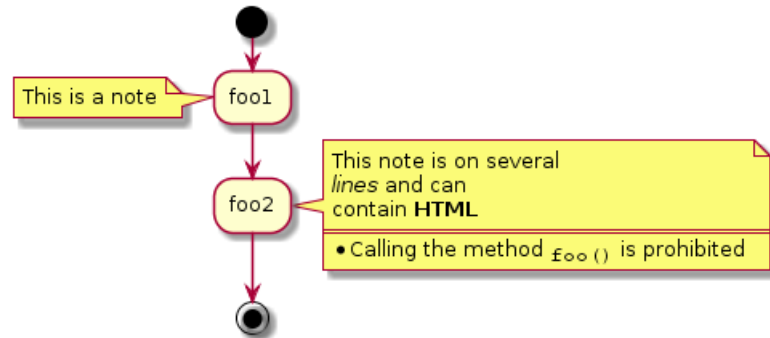 This is a note
foo1
This note is on several
lines and can
foo2
contain HTML
• Calling the method foo() is prohibited